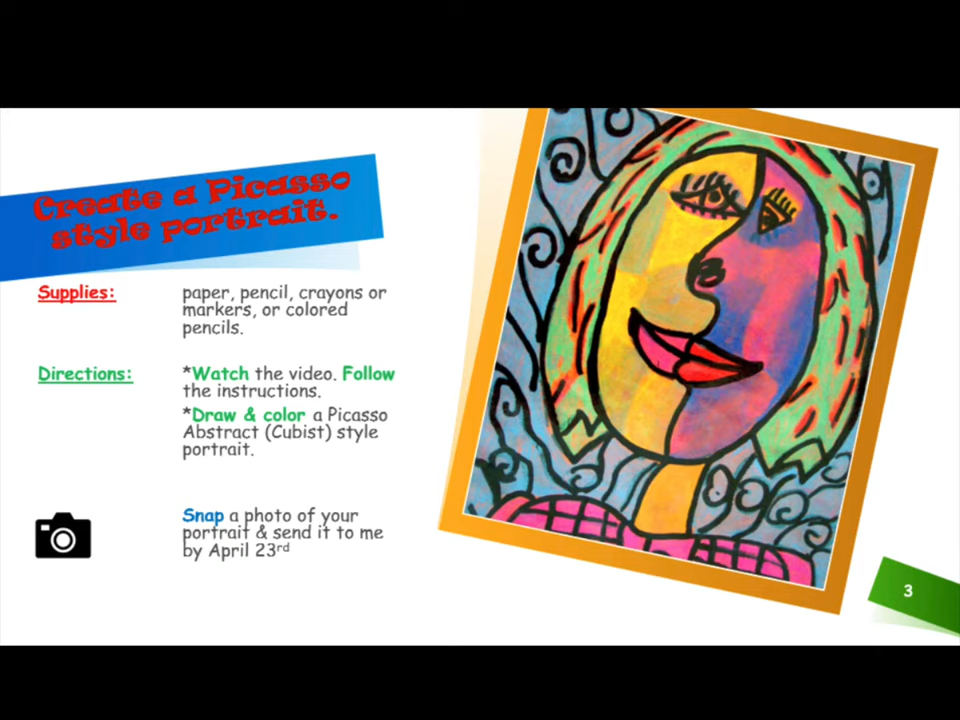 Create a Picasso
style portrait.
Supplies:
paper, pencil, crayons or
markers, or colored
pencils.
Directions:
*Watch the video. Follow
the instructions.
*Draw & color a Picasso
Abstract (Cubist) style
portrait.
Snap a photo of your
portrait & send it to me
by April 23rd
3